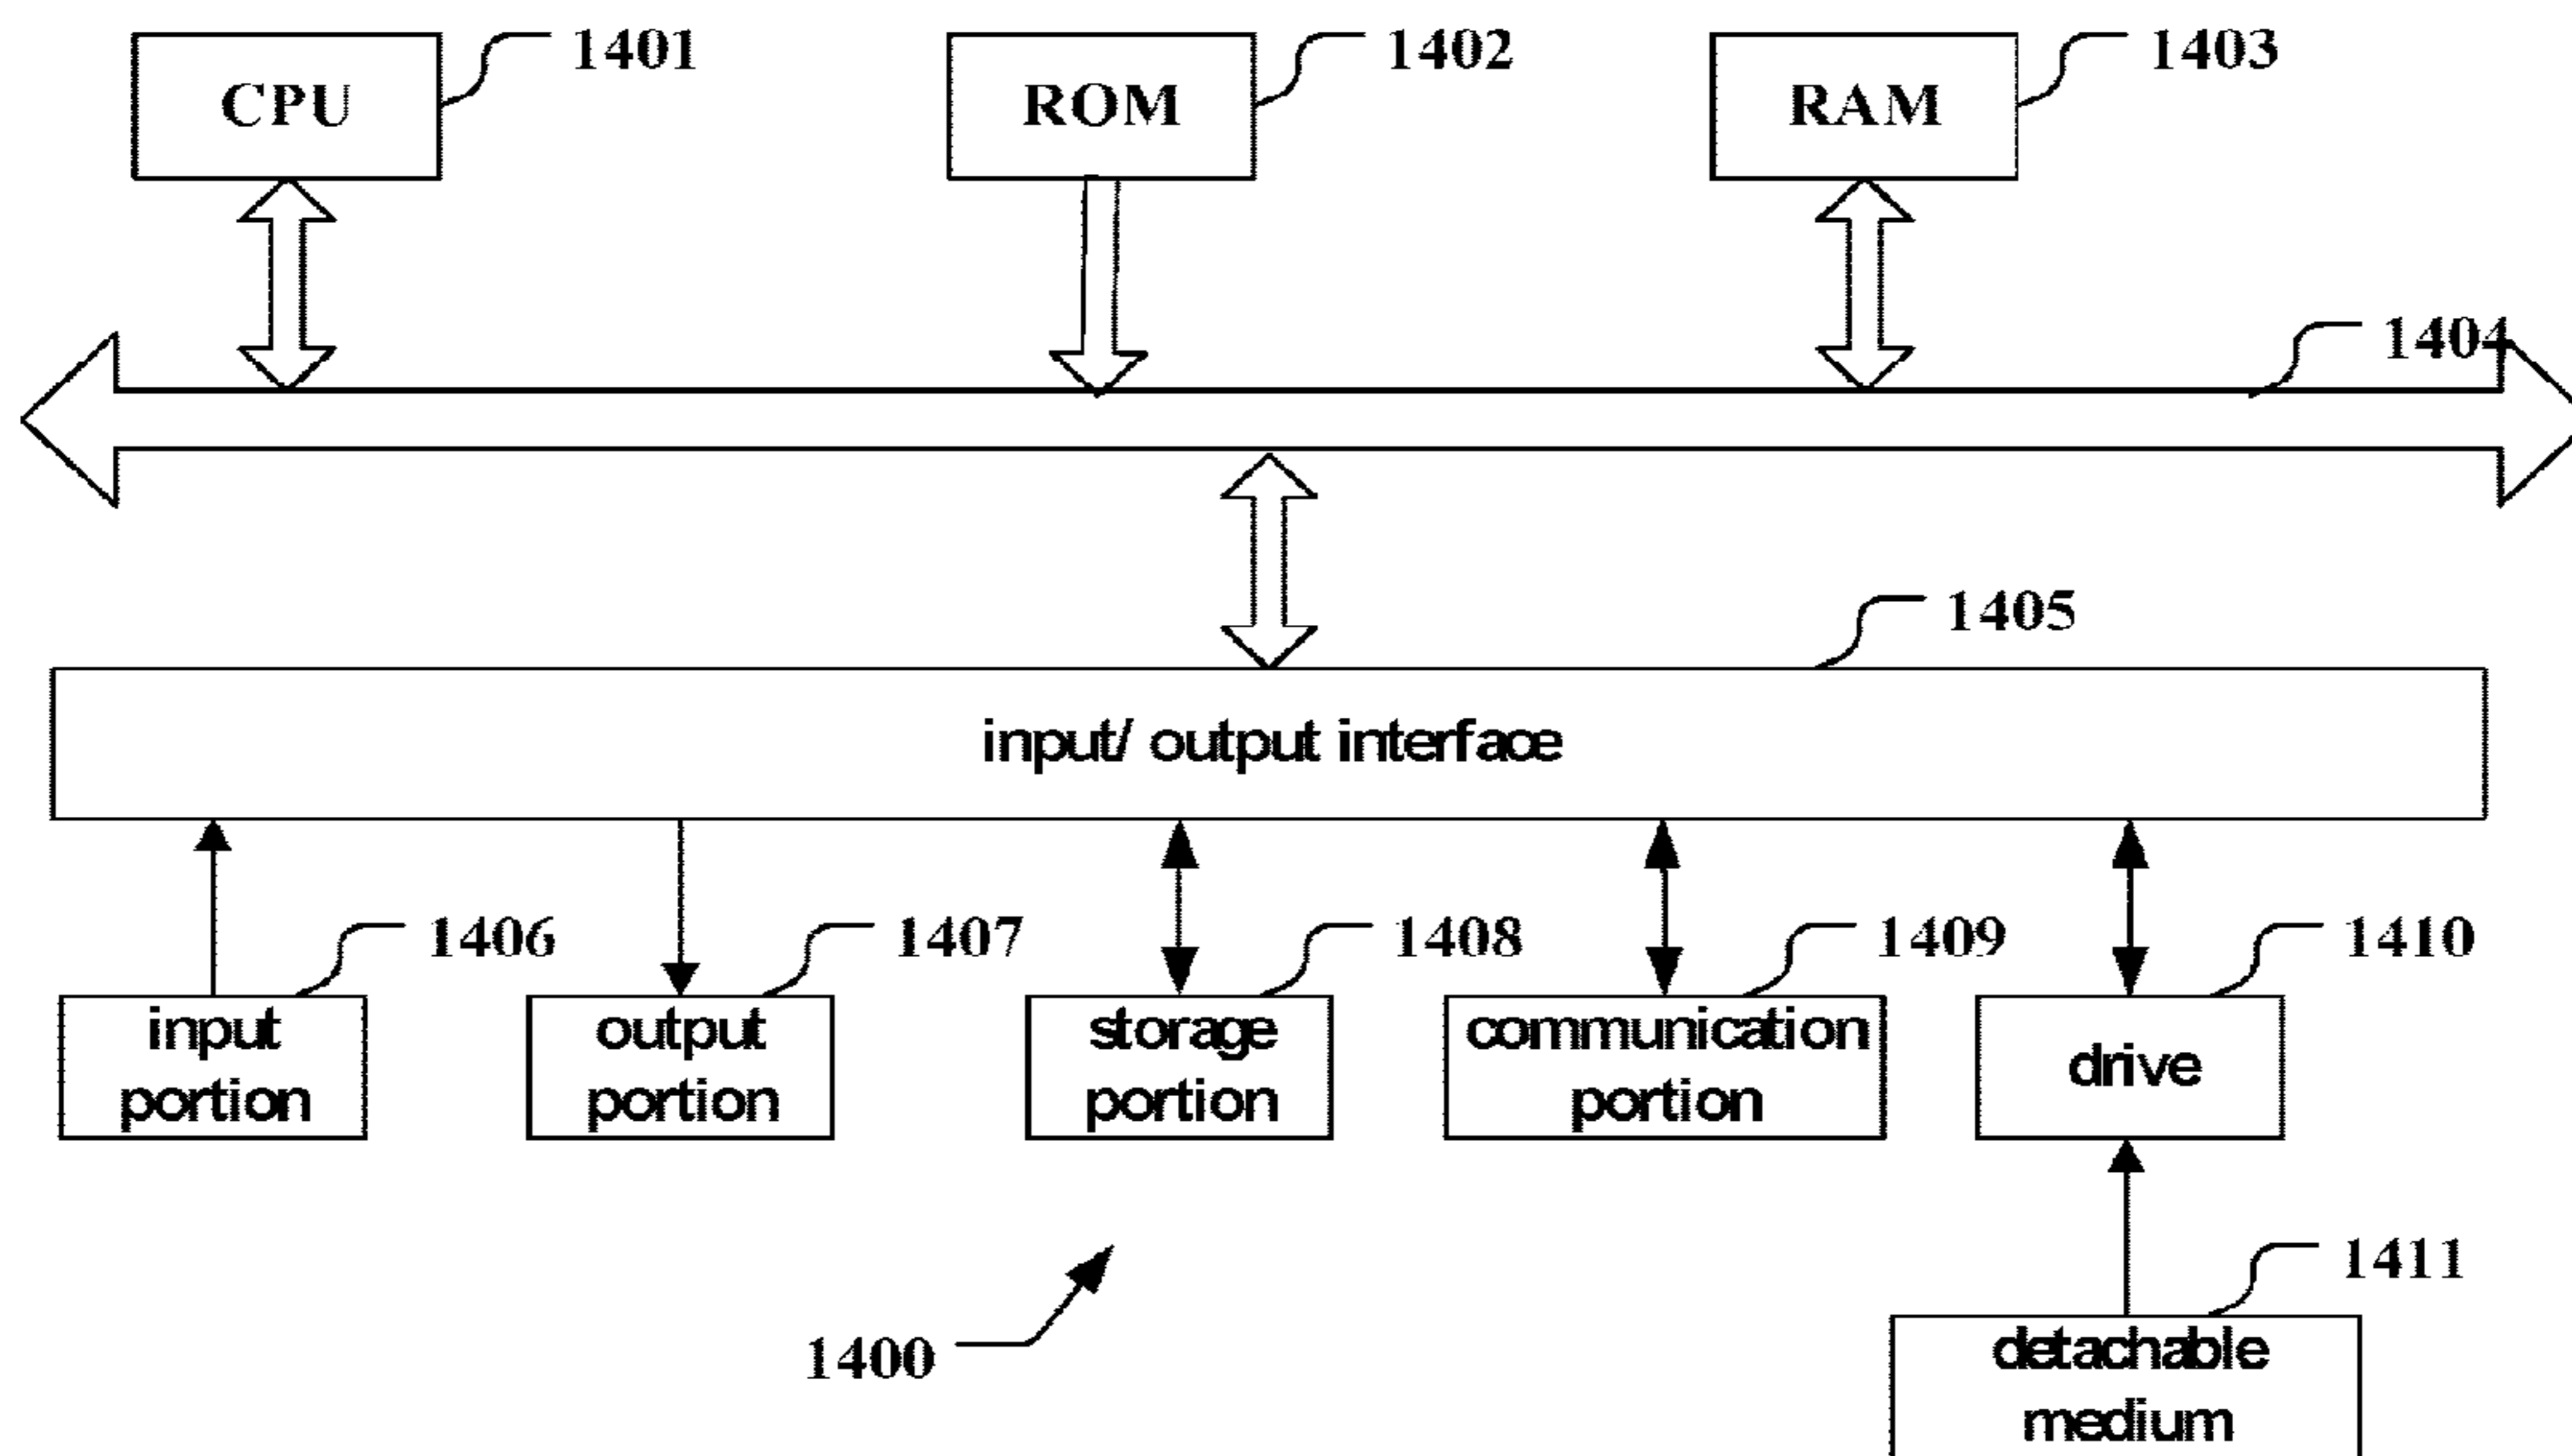 CPU
1401
ROM
1402
RAM
1403
1404
1405
input/ output interface
1406
1407
1408
1409
1410
input
portion
output
portion
storage
portion
communication
portion
drive
1411
1400
detachable
medium